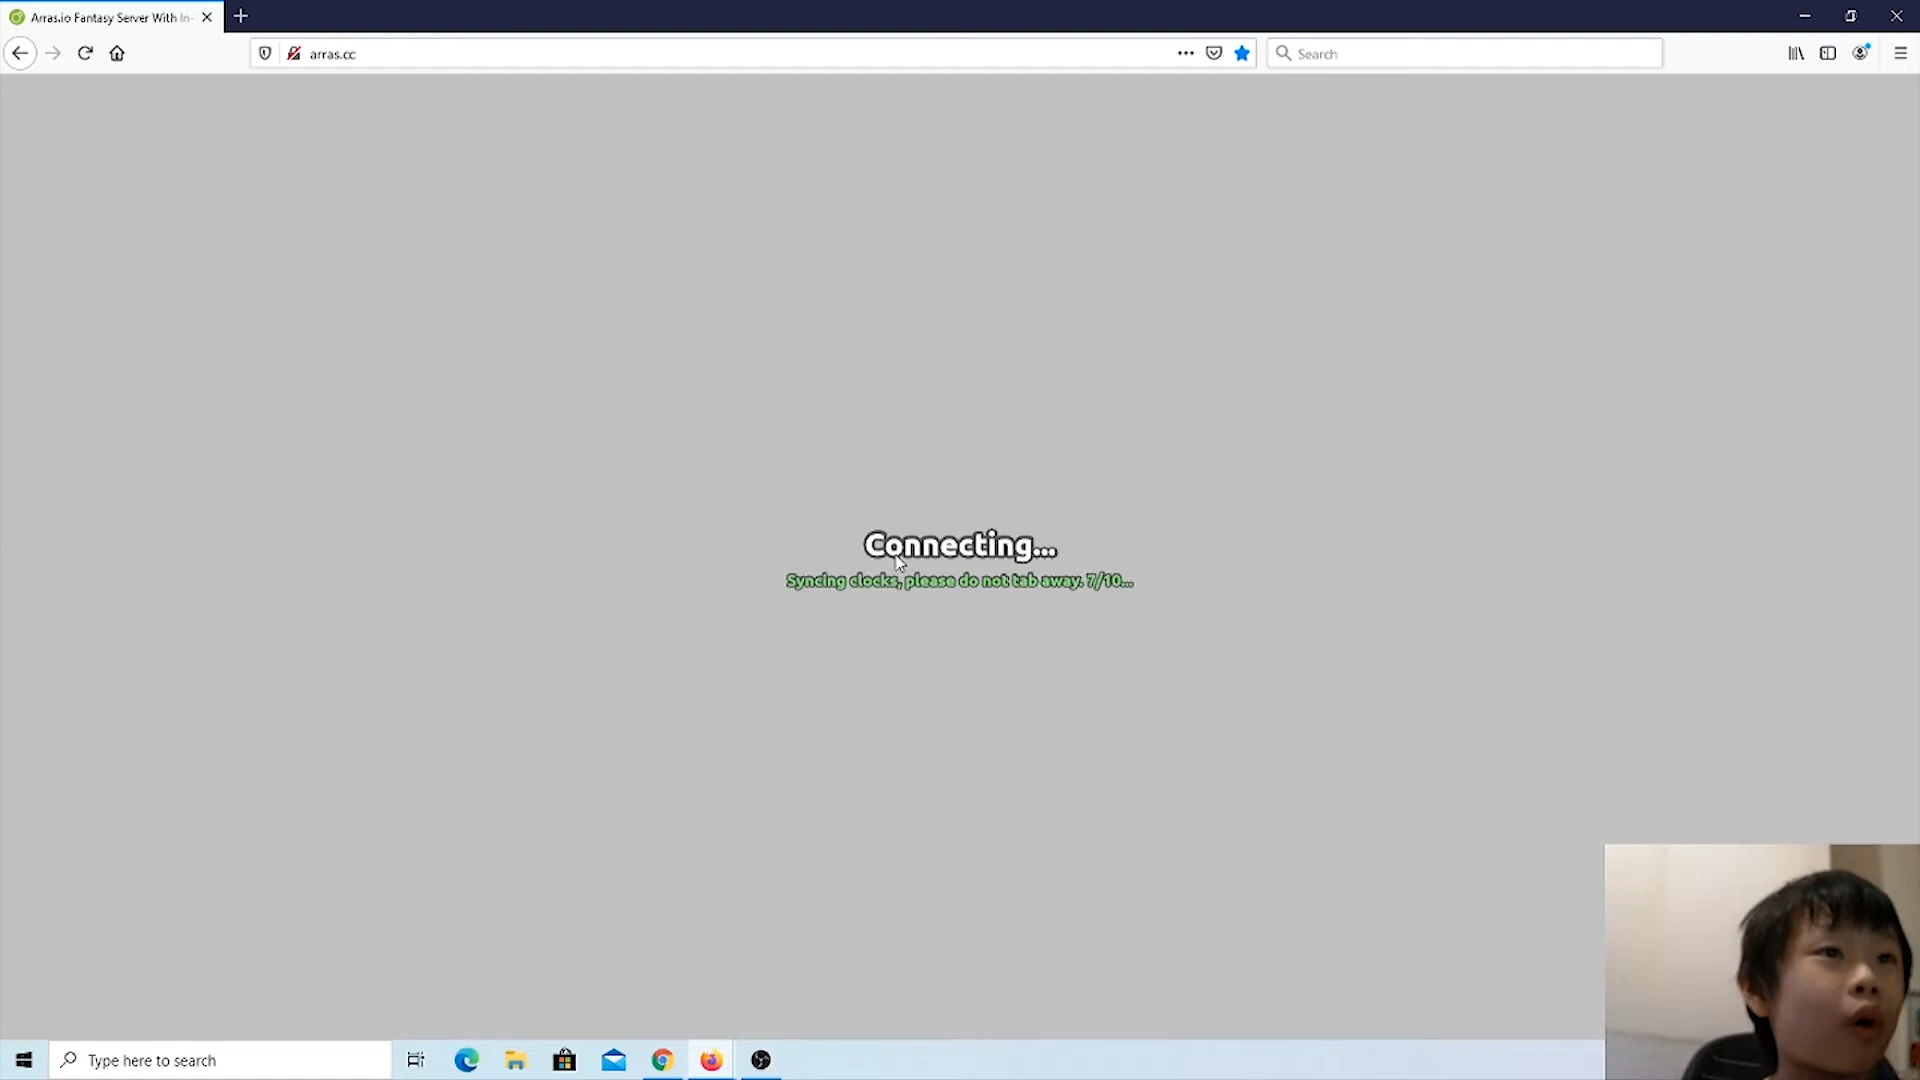 Arras.io Fantasy Server With In-
arras.cc
Search
Connecting...
Syncing clocks, please do not tab away. 7/10...
Type here to search